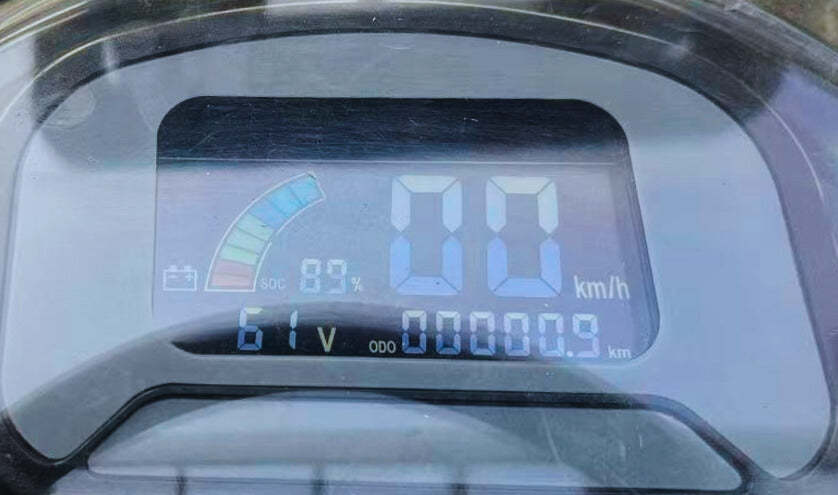 00 km/h
SOC 89 %
61 V ODO 00000.9 km